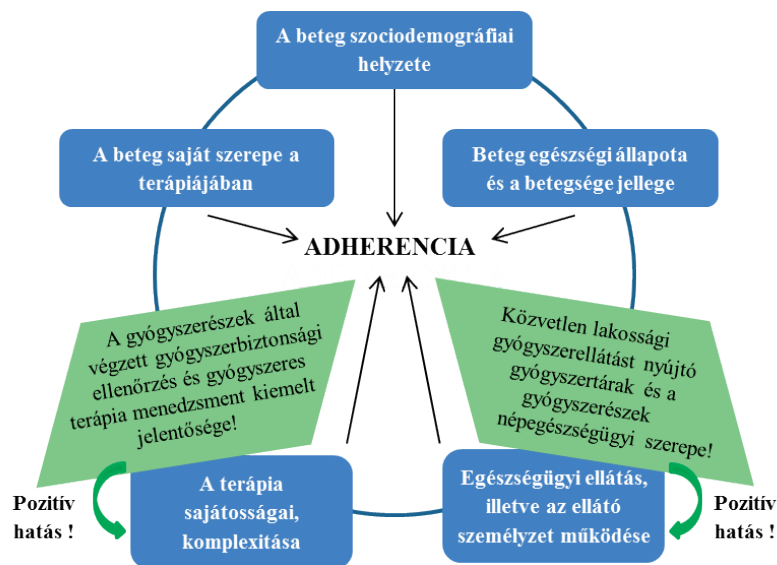 A beteg szociodemográfiai
helyzete
A beteg saját szerepe a
terápiájában
Beteg egészségi állapota
és a betegsége jellege
ADHERENCIA
A gyógyszerészek által
végzett gyógyszerbiztonsági
ellenőrzés és gyógyszeres
terápia menedzsment kiemelt
jelentősége!
Közvetlen lakossági
gyógyszerellátást nyújtó
gyógyszertárak és a
gyógyszerészek
népegészségügyi szerepe!
Pozitív
hatás !
A terápia
sajátosságai,
komplexitása
Egészségügyi ellátás,
illetve az ellátó
személyzet működése
Pozitív
hatás !